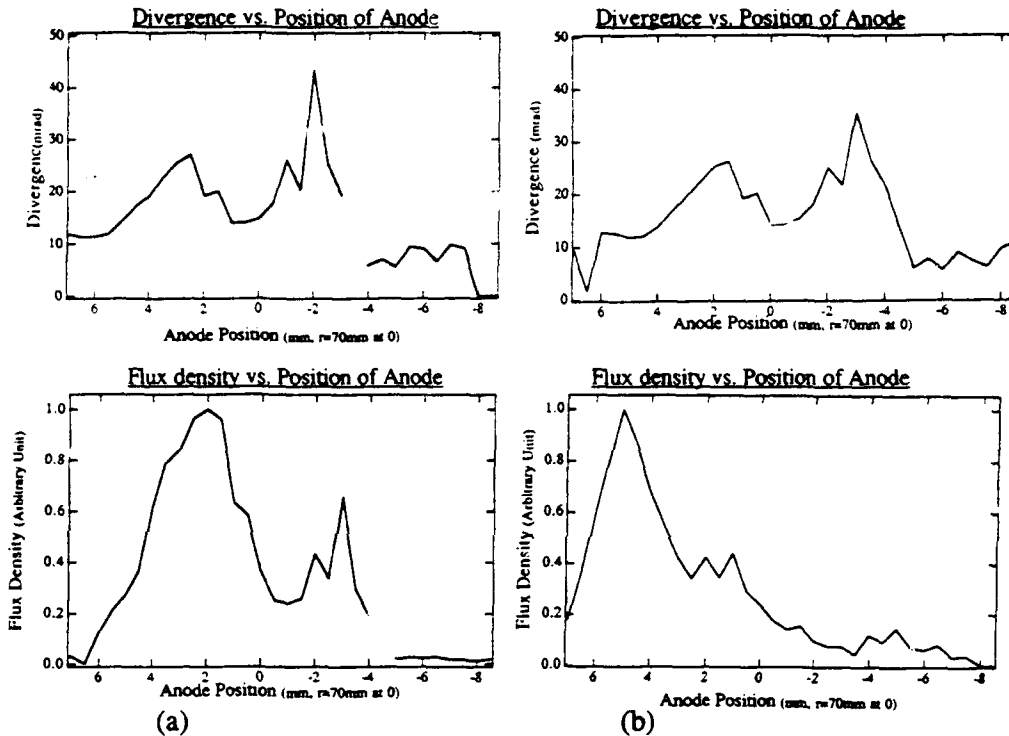 Divergence vs. Position of Anode
50
40
30
20
10
0
Divergenc(mrad)
6 4 2 0 -2 -4 -6 -8
Anode Position (mm, r=70mm at 0)
Divergence vs. Position of Anode
50
40
30
20
10
0
Divergence (mrad)
6 4 2 0 -2 -4 -6 -8
Anode Position (mm, r=70mm at 0)
Flux density vs. Position of Anode
1.0
0.8
0.6
0.4
0.2
0.0
Flux Density (Arbitrary Unit)
6 4 2 0 -2 -4 -6 -8
Anode Position (mm, r=70mm at 0)
(a)
Flux density vs. Position of Anode
1.0
0.8
0.6
0.4
0.2
0.0
Flux Density (Arbitrary Unit)
6 4 2 0 -2 -4 -6 -8
Anode Position (mm, r=70mm at 0)
(b)